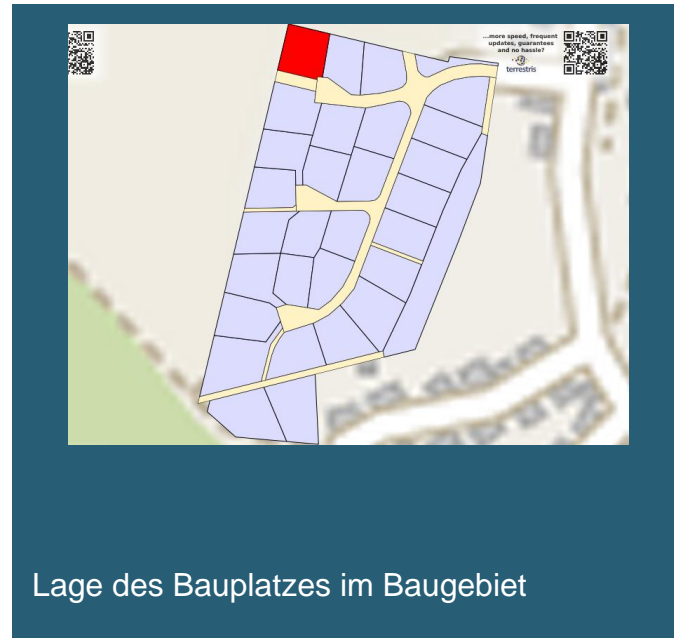 ...more speed, frequent
updates, guarantees
and no hassle?
terrestris
Lage des Bauplatzes im Baugebiet